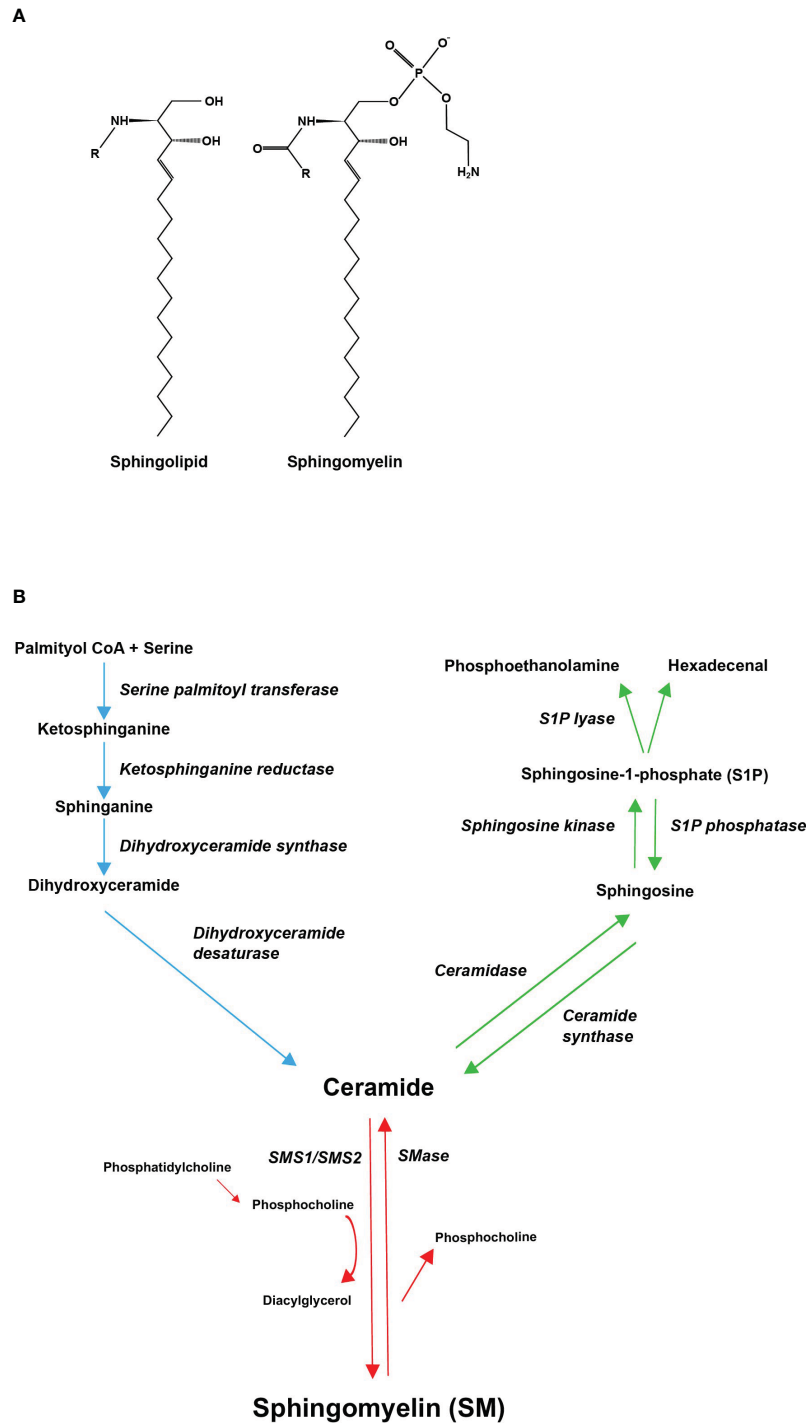 A
O
O-
P
OH
O
O
NH
NH
OH
O
OH
R
R
H2N
Sphingolipid
Sphingomyelin
B
Palmityol CoA + Serine
Serine palmitoyl transferase
Ketosphinganine
Ketosphinganine reductase
Sphinganine
Dihydroxyceramide synthase
Dihydroxyceramide
Dihydroxyceramide
desaturase
Phosphoethanolamine
Hexadecenal
S1P lyase
Sphingosine-1-phosphate (S1P)
Sphingosine kinase
S1P phosphatase
Sphingosine
Ceramidase
Ceramide
synthase
Ceramide
SMS1/SMS2
SMase
Phosphatidylcholine
Phosphocholine
Phosphocholine
Diacylglycerol
Sphingomyelin (SM)